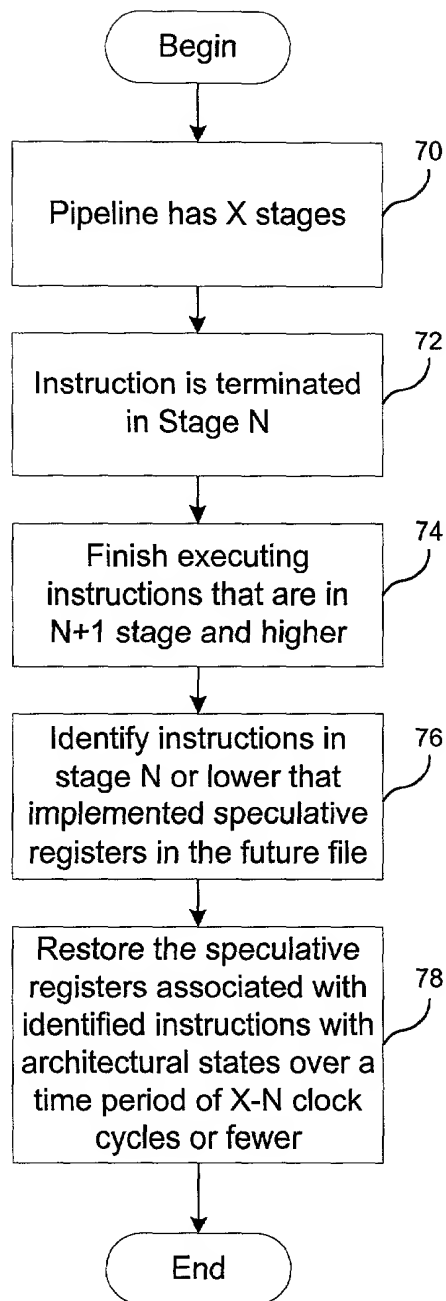 Begin
70
Pipeline has X stages
72
Instruction is terminated
in Stage N
74
Finish executing
instructions that are in
N+1 stage and higher
76
Identify instructions in
stage N or lower that
implemented speculative
registers in the future file
78
Restore the speculative
registers associated with
identified instructions with
architectural states over a
time period of X-N clock
cycles or fewer
End